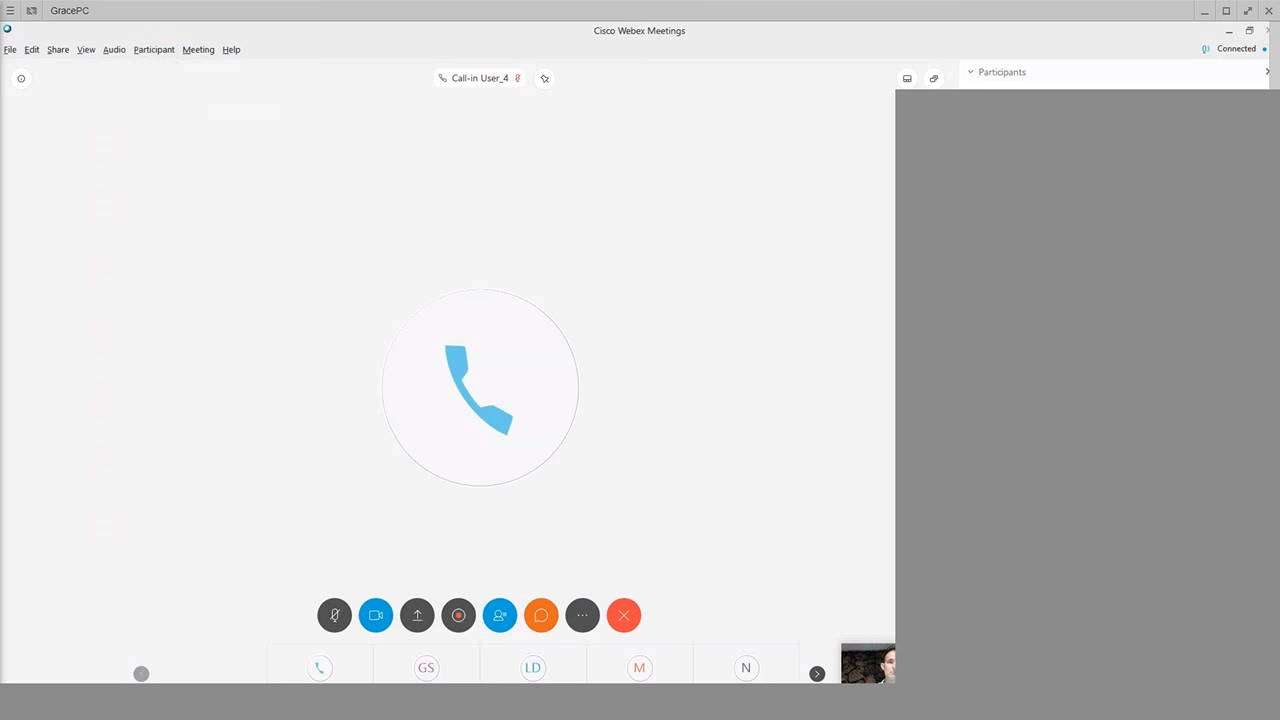 GracePC
Cisco Webex Meetings
File Edit Share View Audio Participant Meeting Help
Connected
Call-in User_4
Participants
GS LD M N